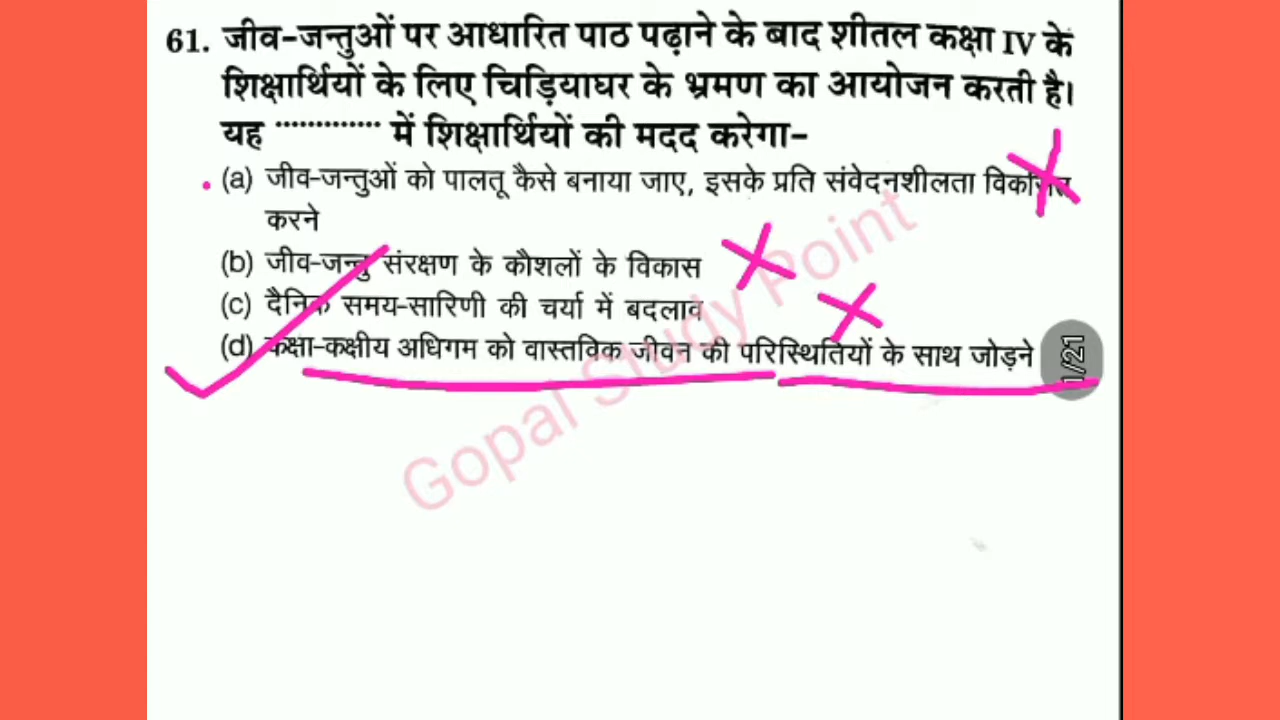 61. जीव-जन्तुओं पर आधारित पाठ पढ़ाने के बाद शीतल कक्षा IV के
शिक्षार्थियों के लिए चिड़ियाघर के भ्रमण का आयोजन करती है।
यह ············· में शिक्षार्थियों की मदद करेगा-
(a) जीव-जन्तुओं को पालतू कैसे बनाया जाए, इसके प्रति संवेदनशीलता विकसित
करने
(b) जीव-जन्तु संरक्षण के कौशलों के विकास
(c) दैनिक समय-सारिणी की चर्या में बदलाव
(d) कक्षा-कक्षीय अधिगम को वास्तविक जीवन की परिस्थितियों के साथ जोड़ने
1/21
Gopal Study Point